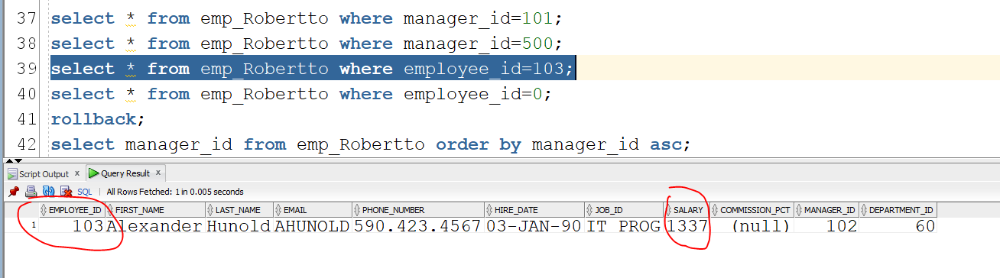 37 select * from emp_Robertto where manager_id=101;
38 select * from emp_Robertto where manager_id=500;
39 select * from emp_Robertto where employee_id=103;
40 select * from emp_Robertto where employee_id=0;
41 rollback;
42 select manager_id from emp_Robertto order by manager_id asc;
Script Output x Query Result x
SQL | All Rows Fetched: 1 in 0.005 seconds
EMPLOYEE_ID FIRST_NAME LAST_NAME EMAIL PHONE_NUMBER HIRE_DATE JOB_ID SALARY COMMISSION_PCT MANAGER_ID DEPARTMENT_ID
1 103 Alexander Hunold AHUNOLD 590.423.4567 03-JAN-90 IT PROG 1337 (null) 102 60